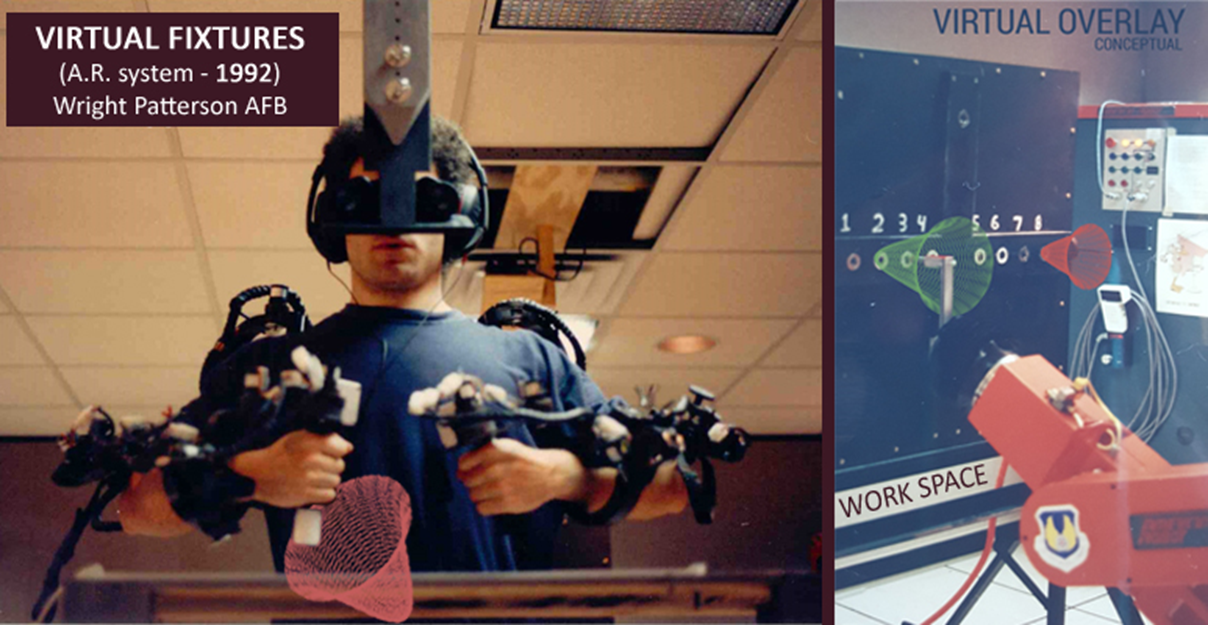 VIRTUAL FIXTURES
(A.R. system - 1992)
Wright Patterson AFB
VIRTUAL OVERLAY
CONCEPTUAL
1 2 3 4 5 6 7 8
WORK SPACE